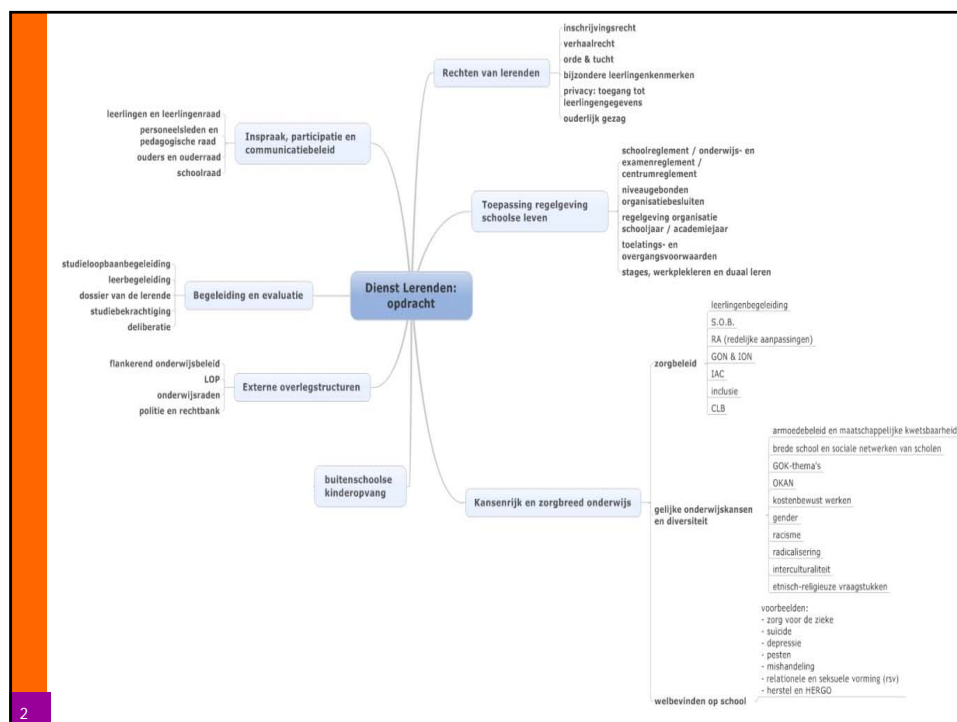 Dienst Lerenden:
opdracht
Rechten van lerenden
inschrijvingsrecht
verhaalrecht
orde & tucht
bijzondere leerlingenkenmerken
privacy: toegang tot
leerlingengegevens
ouderlijk gezag
Toepassing regelgeving
schoolse leven
schoolreglement / onderwijs- en
examenreglement /
centrumreglement
niveaugebonden
organisatiebesluiten
regelgeving organisatie
schooljaar / academiejaar
toelatings- en
overgangsvoorwaarden
stages, werkplekleren en duaal leren
Kansenrijk en zorgbreed onderwijs
zorgbeleid
leerlingenbegeleiding
S.O.B.
RA (redelijke aanpassingen)
GON & ION
IAC
inclusie
CLB
gelijke onderwijskansen
en diversiteit
armoedebeleid en maatschappelijke kwetsbaarheid
brede school en sociale netwerken van scholen
GOK-thema's
OKAN
kostenbewust werken
gender
racisme
radicalisering
interculturaliteit
etnisch-religieuze vraagstukken
welbevinden op school
voorbeelden:
- zorg voor de zieke
- suicide
- depressie
- pesten
- mishandeling
- relationele en seksuele vorming (rsv)
- herstel en HERGO
Inspraak, participatie en
communicatiebeleid
leerlingen en leerlingenraad
personeelsleden en
pedagogische raad
ouders en ouderraad
schoolraad
Begeleiding en evaluatie
studieloopbaanbegeleiding
leerbegeleiding
dossier van de lerende
studiebekrachtiging
deliberatie
Externe overlegstructuren
flankerend onderwijsbeleid
LOP
onderwijsraden
politie en rechtbank
buitenschoolse
kinderopvang
2